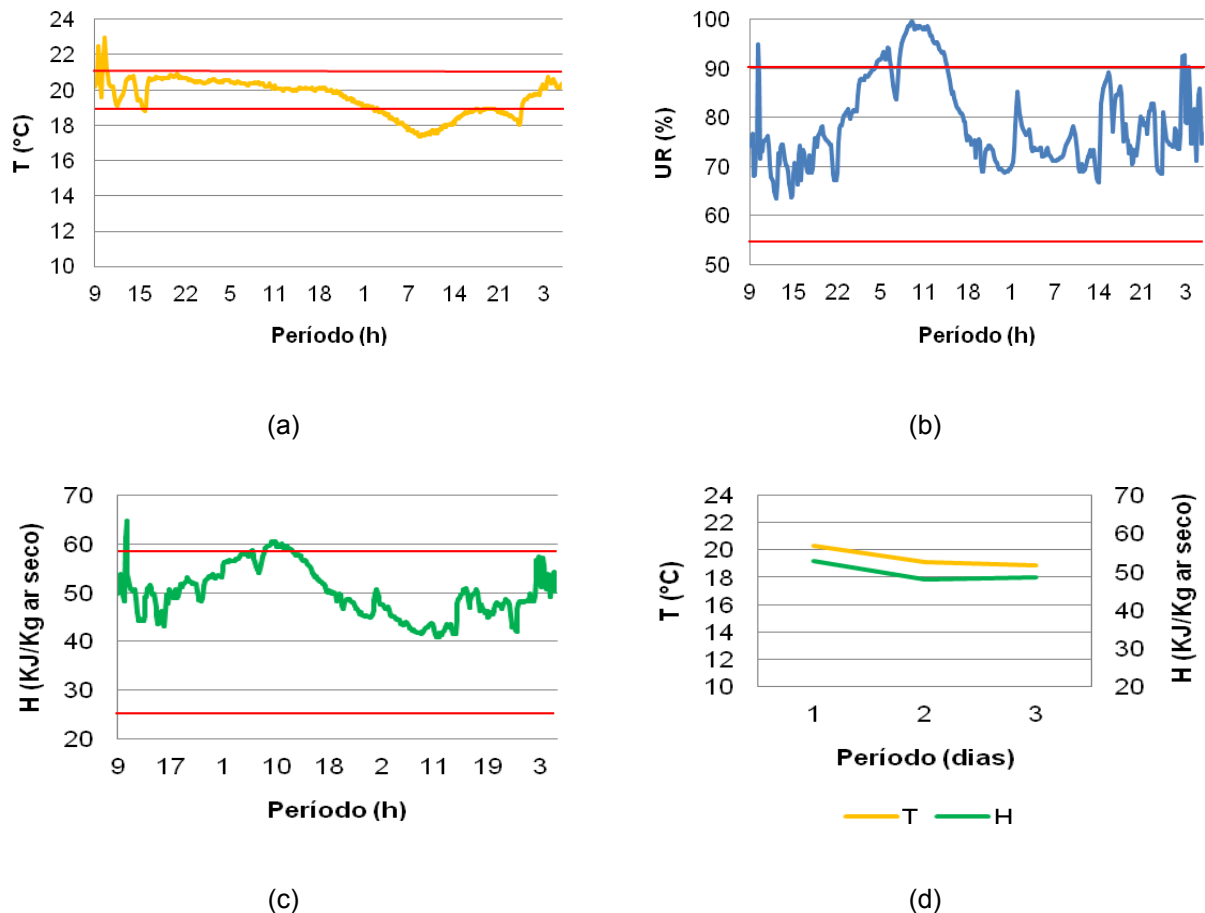 24
22
20
18
16
14
12
10
T (°C)
9 15 22 5 11 18 1 7 14 21 3
Período (h)
(a)
100
90
80
70
60
50
UR (%)
9 15 22 5 11 18 1 7 14 21 3
Período (h)
(b)
70
60
50
40
30
20
H (KJ/Kg ar seco)
9 17 1 10 18 2 11 19 3
Período (h)
(c)
24
22
20
18
16
14
12
10
T (°C)
70
60
50
40
30
20
H (KJ/Kg ar seco)
1 2 3
Período (dias)
T H
(d)